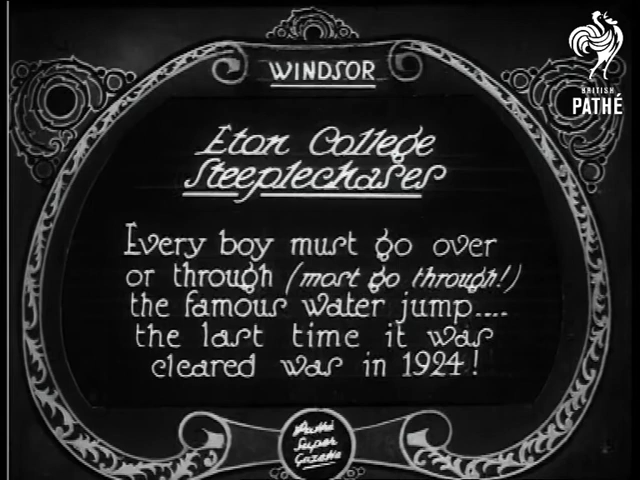 WINDSOR
BRITISH
PATHÉ
Eton College
Steeplechases
Every boy must go over
or through (most go through!)
the famous water jump....
the last time it was
cleared was in 1924!
Pathé
Super
Gazette